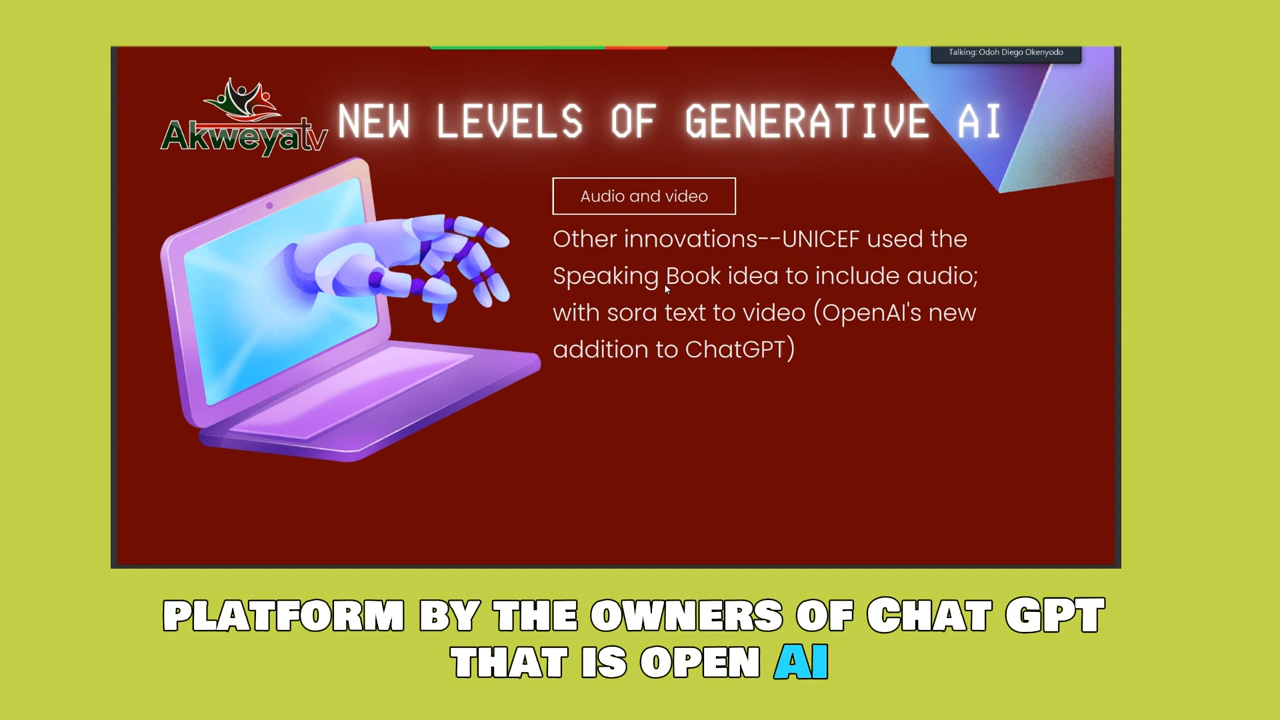 Talking: Odoh Diego Okenyodo
Akweyatv
NEW LEVELS OF GENERATIVE AI
Audio and video
Other innovations--UNICEF used the
Speaking Book idea to include audio;
with sora text to video (OpenAI's new
addition to ChatGPT)
PLATFORM BY THE OWNERS OF CHAT GPT
THAT IS OPEN AI